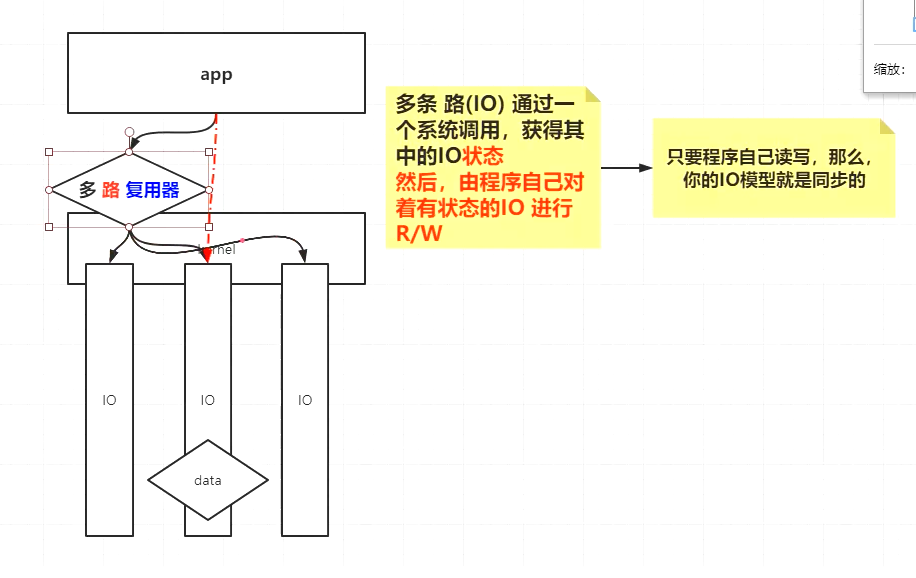 缩放:
app
多 路 复用器
kernel
IO
IO
IO
data
多条 路(IO) 通过一
个系统调用，获得其
中的IO状态
然后，由程序自己对
着有状态的IO 进行
R/W
只要程序自己读写，那么，
你的IO模型就是同步的